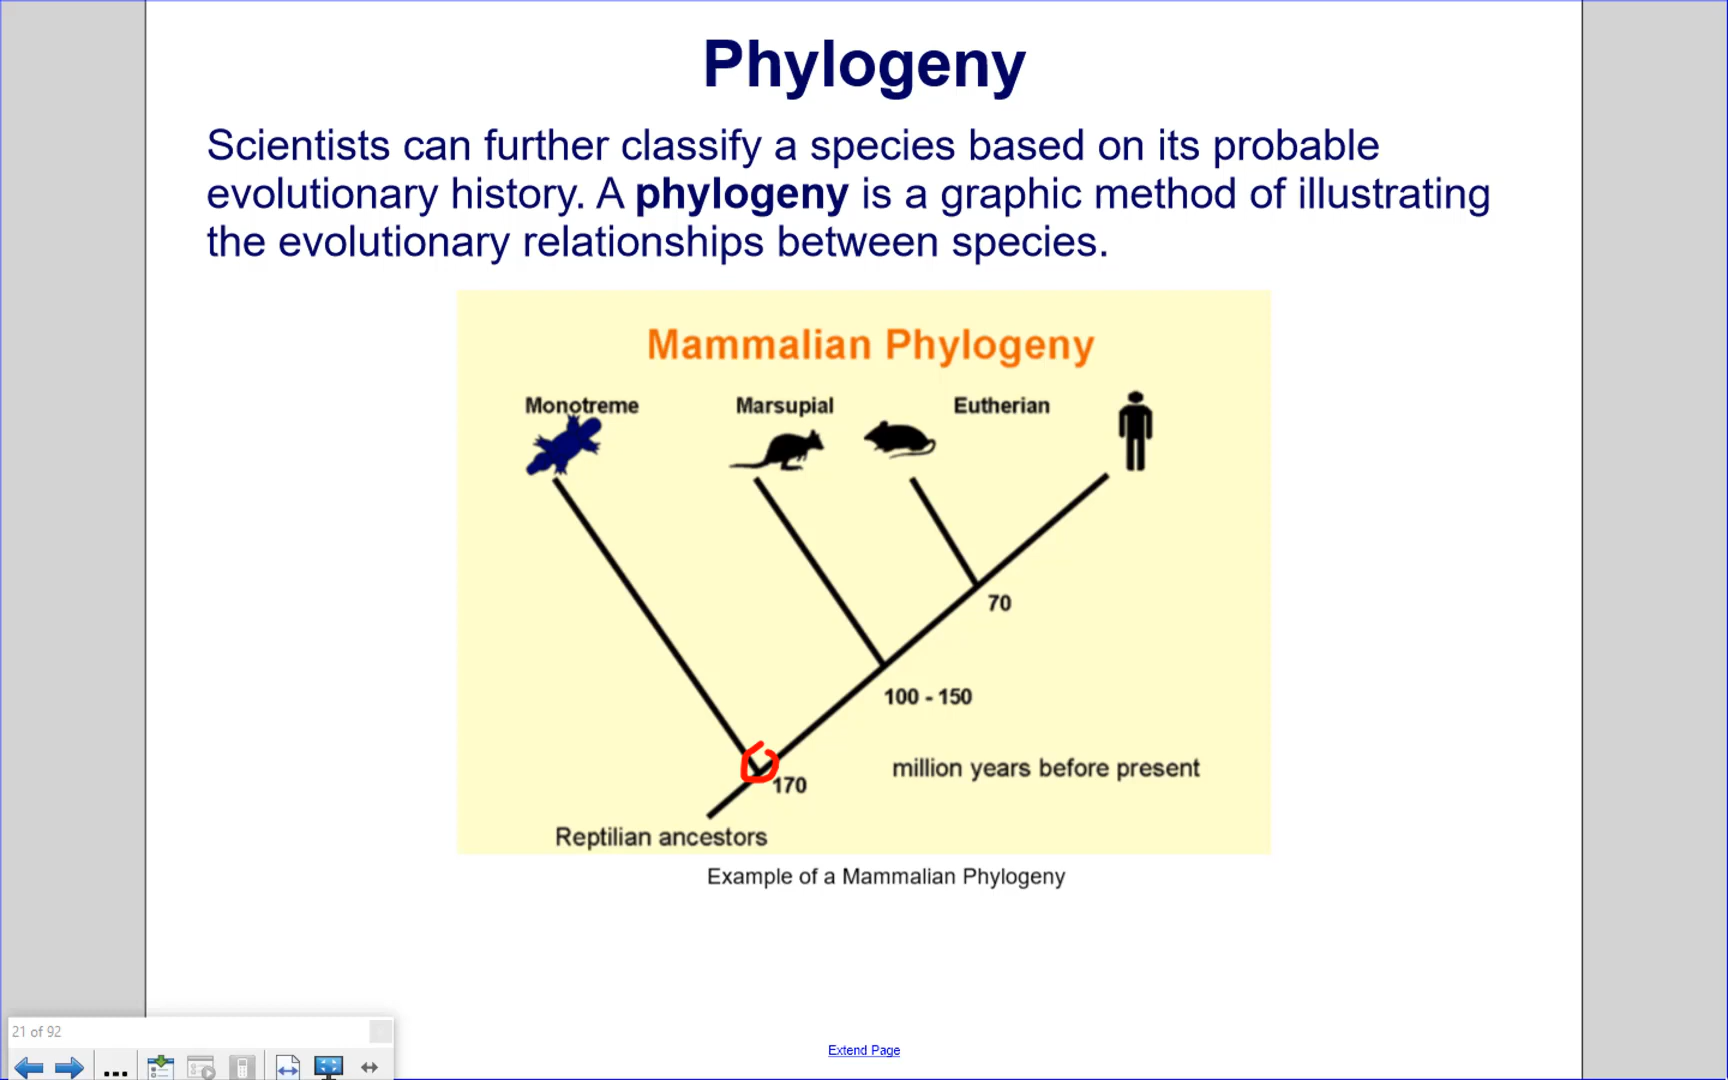 Phylogeny
Scientists can further classify a species based on its probable
evolutionary history. A phylogeny is a graphic method of illustrating
the evolutionary relationships between species.
Mammalian Phylogeny
Monotreme Marsupial Eutherian
70
100 - 150
million years before present
170
Reptilian ancestors
Example of a Mammalian Phylogeny
21 of 92
Extend Page